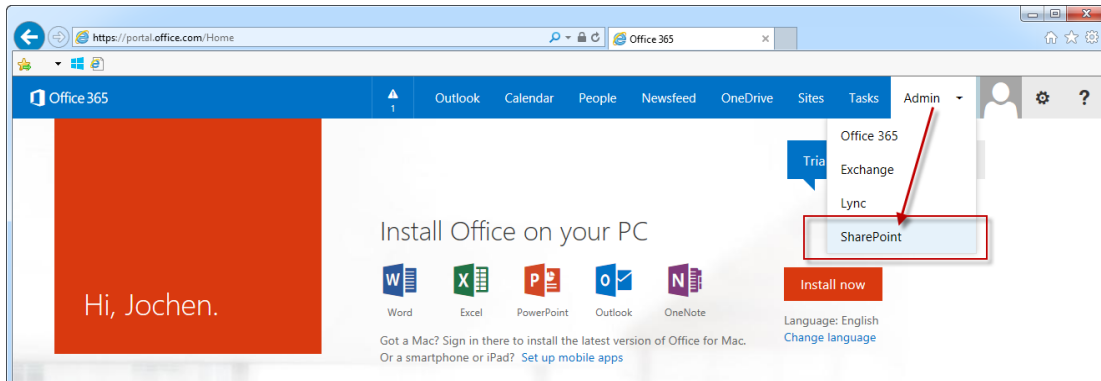 https://portal.office.com/Home
Office 365
Office 365
1
Outlook Calendar People Newsfeed OneDrive Sites Tasks Admin
?
Office 365
Tria
Exchange
Lync
SharePoint
Install Office on your PC
Hi, Jochen.
W X P O N
Word Excel PowerPoint Outlook OneNote
Install now
Language: English
Change language
Got a Mac? Sign in there to install the latest version of Office for Mac.
Or a smartphone or iPad? Set up mobile apps